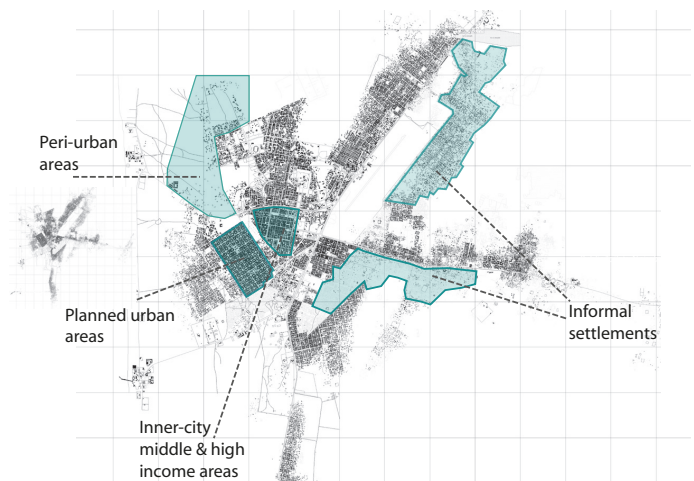 Peri-urban
areas
Planned urban
areas
Informal
settlements
Inner-city
middle & high
income areas